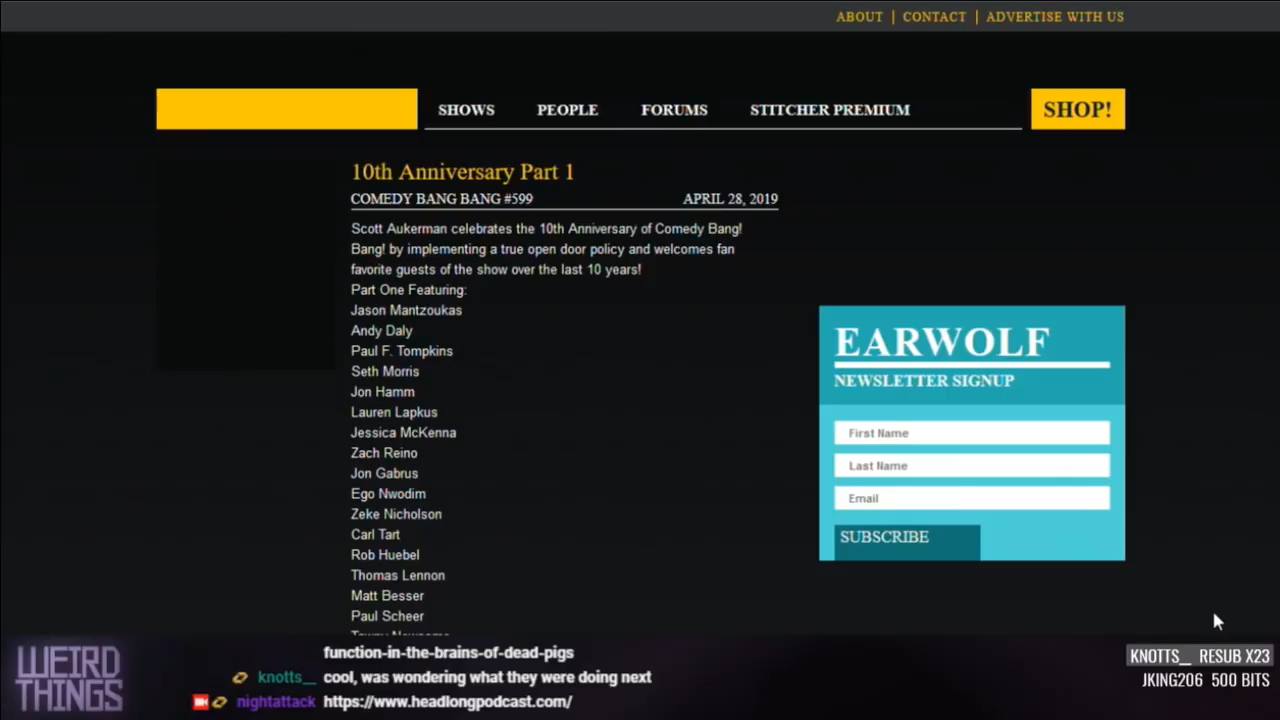 ABOUT | CONTACT | ADVERTISE WITH US
SHOWS PEOPLE FORUMS STITCHER PREMIUM SHOP!
10th Anniversary Part 1
COMEDY BANG BANG #599 APRIL 28, 2019
Scott Aukerman celebrates the 10th Anniversary of Comedy Bang!
Bang! by implementing a true open door policy and welcomes fan
favorite guests of the show over the last 10 years!
Part One Featuring:
Jason Mantzoukas
Andy Daly
Paul F. Tompkins
Seth Morris
Jon Hamm
Lauren Lapkus
Jessica McKenna
Zach Reino
Jon Gabrus
Ego Nwodim
Zeke Nicholson
Carl Tart
Rob Huebel
Thomas Lennon
Matt Besser
Paul Scheer
EARWOLF
NEWSLETTER SIGNUP
First Name
Last Name
Email
SUBSCRIBE
WEIRD
THINGS
function-in-the-brains-of-dead-pigs
knotts__ cool, was wondering what they were doing next
nightattack https://www.headlongpodcast.com/
KNOTTS__ RESUB X23
JKING206 500 BITS